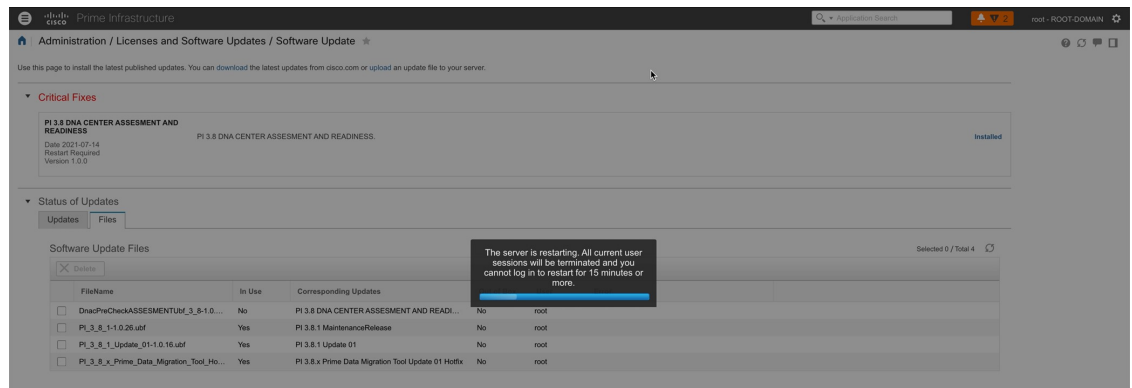 cisco Prime Infrastructure
Application Search
2
root - ROOT-DOMAIN
Administration / Licenses and Software Updates / Software Update
Use this page to install the latest published updates. You can download the latest updates from cisco.com or upload an update file to your server.
Critical Fixes
PI 3.8 DNA CENTER ASSESMENT AND
READINESS
PI 3.8 DNA CENTER ASSESMENT AND READINESS.
Installed
Date 2021-07-14
Restart Required
Version 1.0.0
Status of Updates
Updates Files
Software Update Files
Selected 0 / Total 4
Delete
The server is restarting. All current user
sessions will be terminated and you
cannot log in to restart for 15 minutes or
more.
FileName In Use Corresponding Updates
DnacPreCheckASSESMENTUbf_3_8-1.0.... No PI 3.8 DNA CENTER ASSESMENT AND READI... No root
PI_3_8_1-1.0.26.ubf Yes PI 3.8.1 MaintenanceRelease No root
PI_3_8_1_Update_01-1.0.16.ubf Yes PI 3.8.1 Update 01 No root
PI_3_8_x_Prime_Data_Migration_Tool_Ho... Yes PI 3.8.x Prime Data Migration Tool Update 01 Hotfix No root